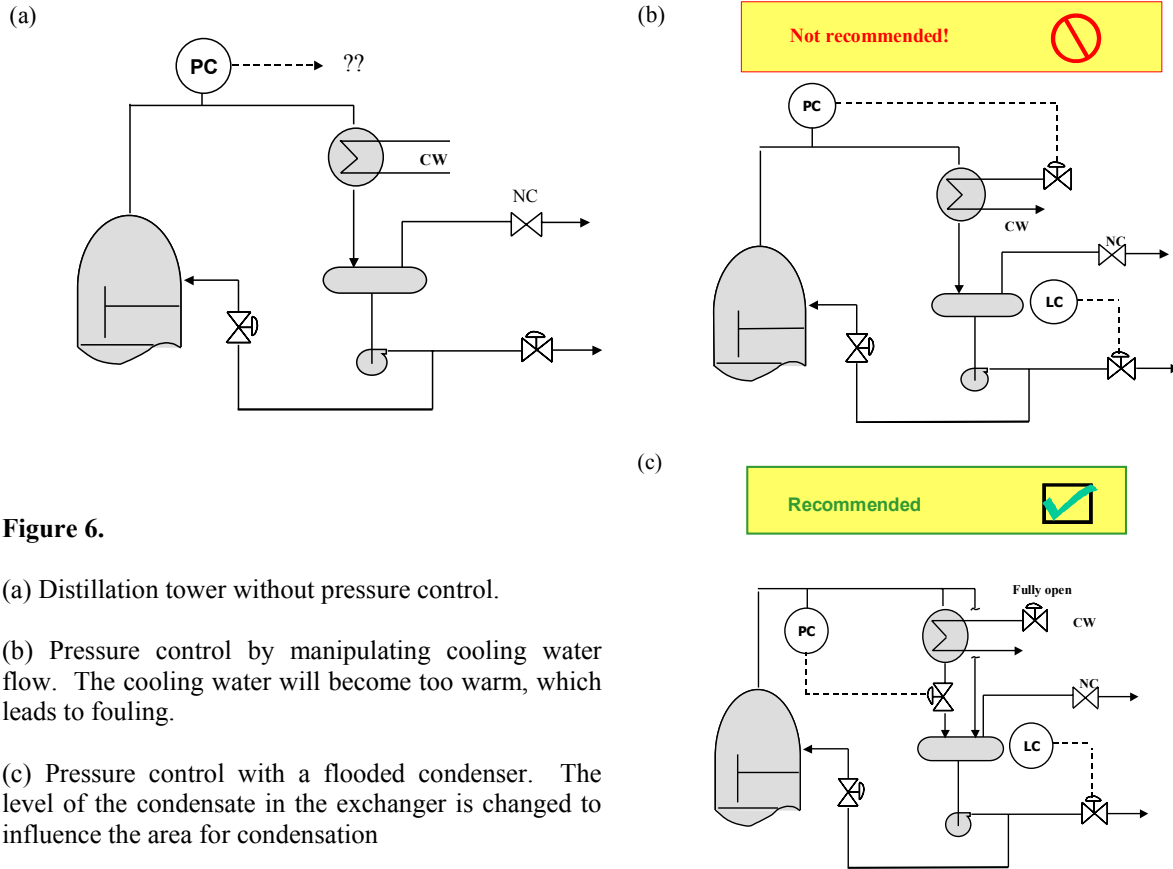 (a)
PC
??
CW
NC
(b)
Not recommended!
PC
CW
NC
LC
(c)
Recommended
Fully open
PC
CW
NC
LC
Figure 6.
(a) Distillation tower without pressure control.
(b) Pressure control by manipulating cooling water
flow. The cooling water will become too warm, which
leads to fouling.
(c) Pressure control with a flooded condenser. The
level of the condensate in the exchanger is changed to
influence the area for condensation